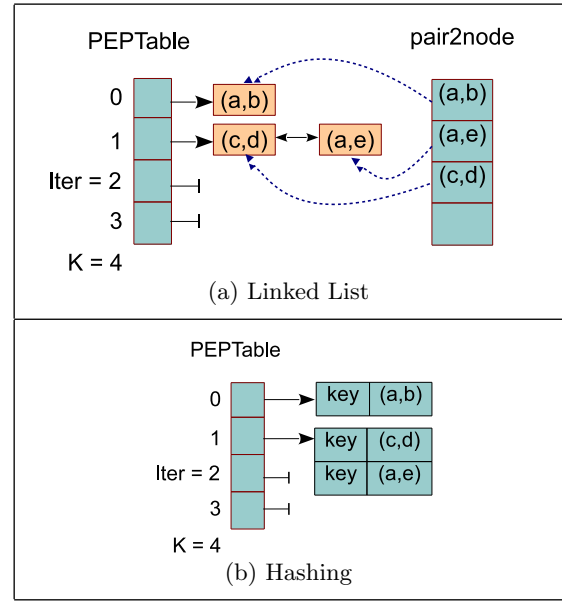 PEPTable pair2node
0 (a,b) (a,b)
1 (c,d) (a,e) (a,e)
Iter = 2 (c,d)
3
K = 4
(a) Linked List
PEPTable
0 key (a,b)
1 key (c,d)
Iter = 2 key (a,e)
3
K = 4
(b) Hashing